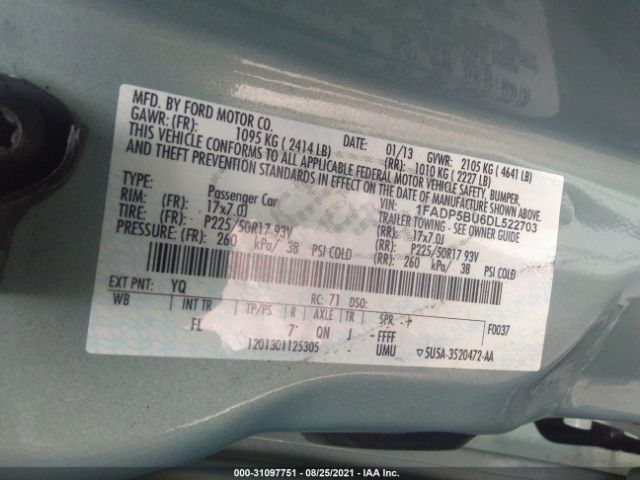 MFD. BY FORD MOTOR CO.
DATE: 01/13 GVWR: 2105 KG ( 4641 LB)
GAWR: (FR): 1095 KG ( 2414 LB) (RR): 1010 KG ( 2227 LB)
THIS VEHICLE CONFORMS TO ALL APPLICABLE FEDERAL MOTOR VEHICLE SAFETY, BUMPER,
AND THEFT PREVENTION STANDARDS IN EFFECT ON THE DATE OF MANUFACTURE SHOWN ABOVE.
VIN: 1FADP5BU6DL522703
TYPE: Passenger Car TRAILER TOWING - SEE OWNER GUIDE
RIM: (FR): 17x7.0J (RR): 17x7.0J
TIRE: (FR): P225/50R17 93V (RR): P225/50R17 93V
PRESSURE: (FR): 260 kPa/ 38 PSI COLD (RR): 260 kPa/ 38 PSI COLD
EXT PNT: YQ RC: 71 DSO:
WB INT TR TP/PS R AXLE TR SPR F0037
FL 7 QN J FFFF
1201301125305 UMU 5U5A-3520472-AA
000-31097751 - 08/25/2021 - IAA Inc.